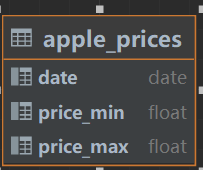 apple_prices
date date
price_min float
price_max float